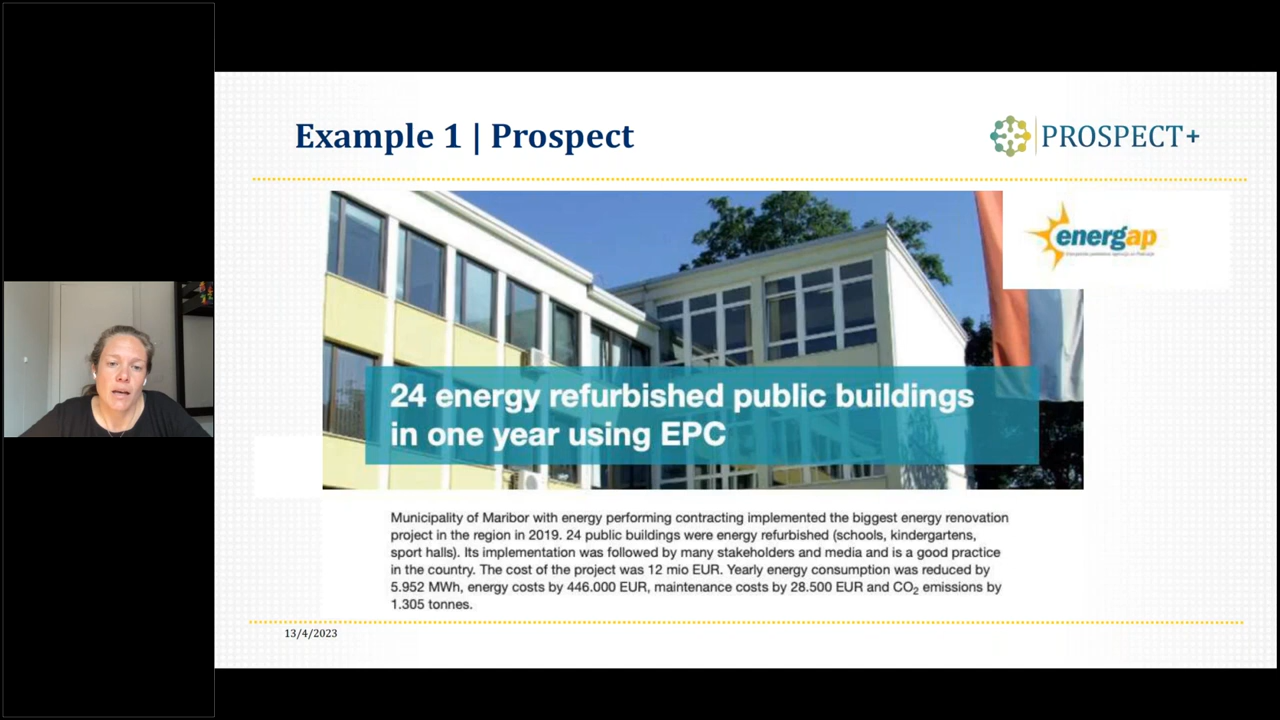 Example 1 | Prospect
PROSPECT+
energap
24 energy refurbished public buildings
in one year using EPC
Municipality of Maribor with energy performing contracting implemented the biggest energy renovation
project in the region in 2019. 24 public buildings were energy refurbished (schools, kindergartens,
sport halls). Its implementation was followed by many stakeholders and media and is a good practice
in the country. The cost of the project was 12 mio EUR. Yearly energy consumption was reduced by
5.952 MWh, energy costs by 446.000 EUR, maintenance costs by 28.500 EUR and CO₂ emissions by
1.305 tonnes.
13/4/2023